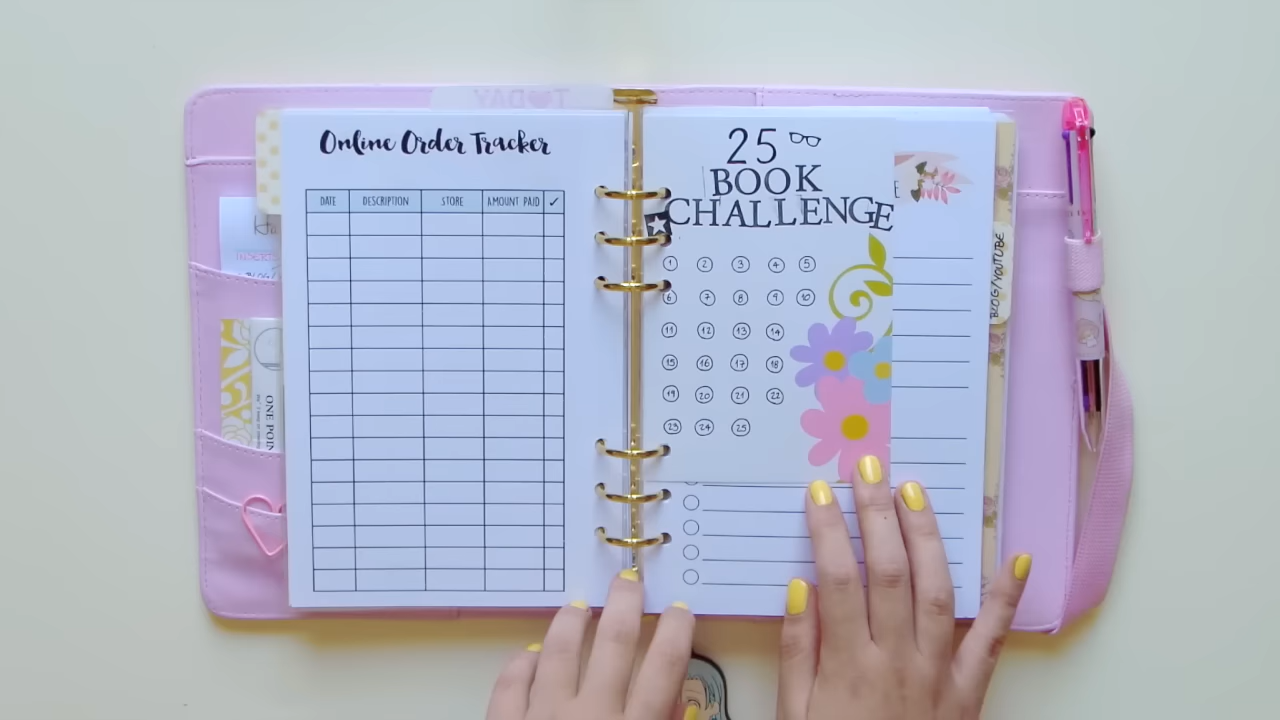 Online Order Tracker
DATE DESCRIPTION STORE AMOUNT PAID ✓
ONE
25
BOOK
CHALLENGE
1 2 3 4 5
6 7 8 9 10
11 12 13 14
15 16 17 18
19 20 21 22
23 24 25
E
BLOG/YOUTUBE
TODAY